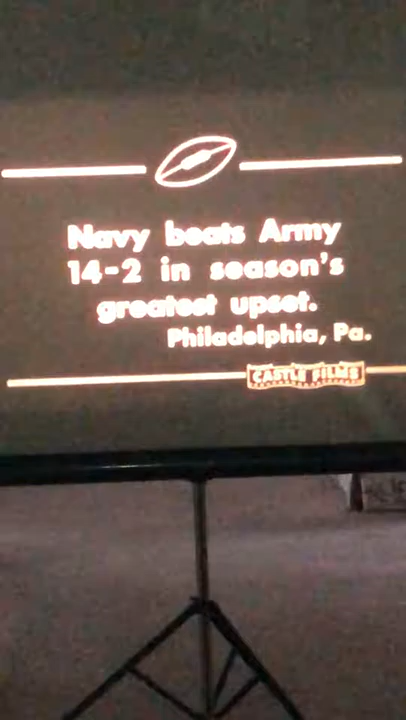 Navy beats Army
14-2 in season's
greatest upset.
Philadelphia, Pa.
CASTLE FILMS